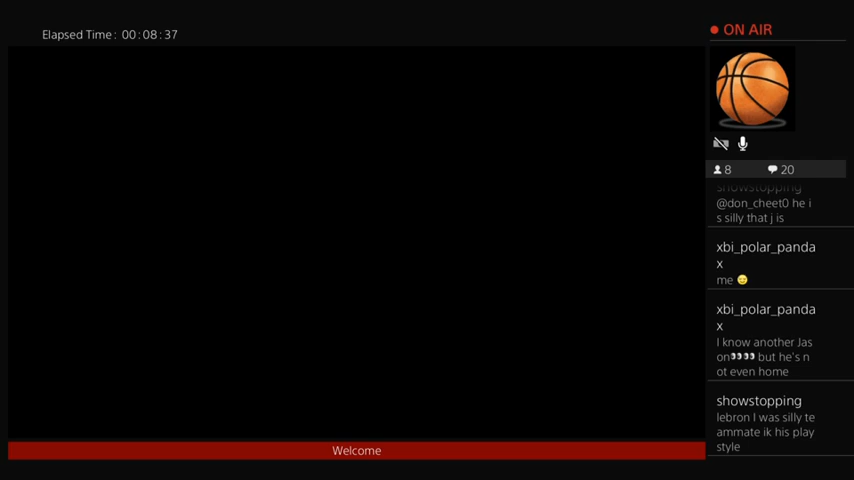 Elapsed Time: 00:08:37
ON AIR
8 20
showstopping
@don_cheet0 he i
s silly that j is
xbi_polar_panda
x
me 😐
xbi_polar_panda
x
I know another Jas
on👀👀 but he's n
ot even home
showstopping
lebron I was silly te
ammate ik his play
style
Welcome